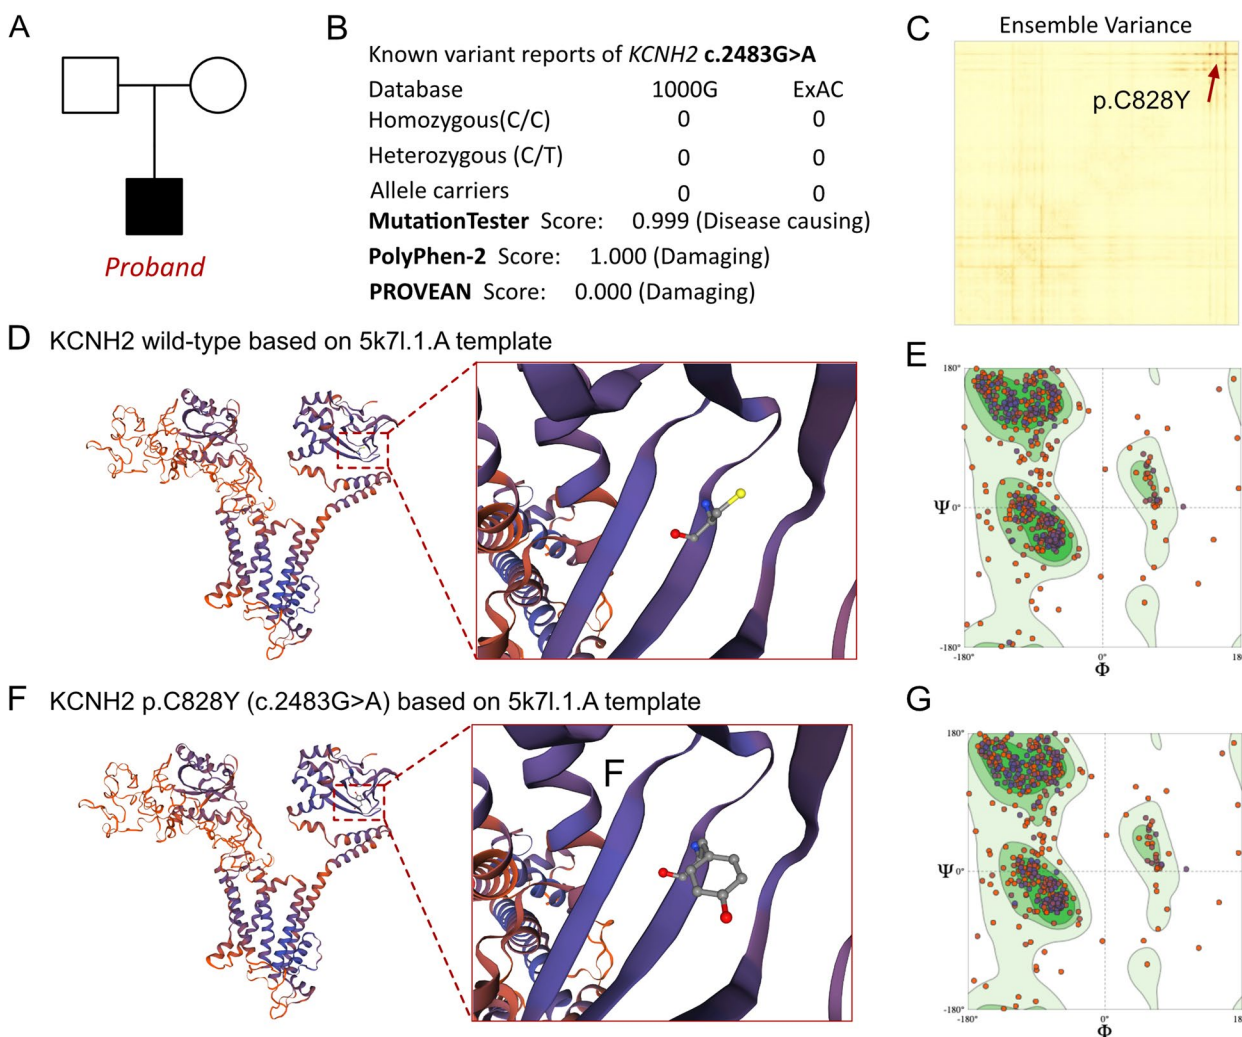 A
Proband
B
Known variant reports of KCNH2 c.2483G>A
Database 1000G ExAC
Homozygous(C/C) 0 0
Heterozygous (C/T) 0 0
Allele carriers 0 0
MutationTester Score: 0.999 (Disease causing)
PolyPhen-2 Score: 1.000 (Damaging)
PROVEAN Score: 0.000 (Damaging)
C
Ensemble Variance
p.C828Y
D KCNH2 wild-type based on 5k7l.1.A template
E
180°
Ψ 0°
-180°
-180° 0° 18
Φ
F KCNH2 p.C828Y (c.2483G>A) based on 5k7l.1.A template
F
G
180°
Ψ 0°
-180°
-180° 0° 18
Φ